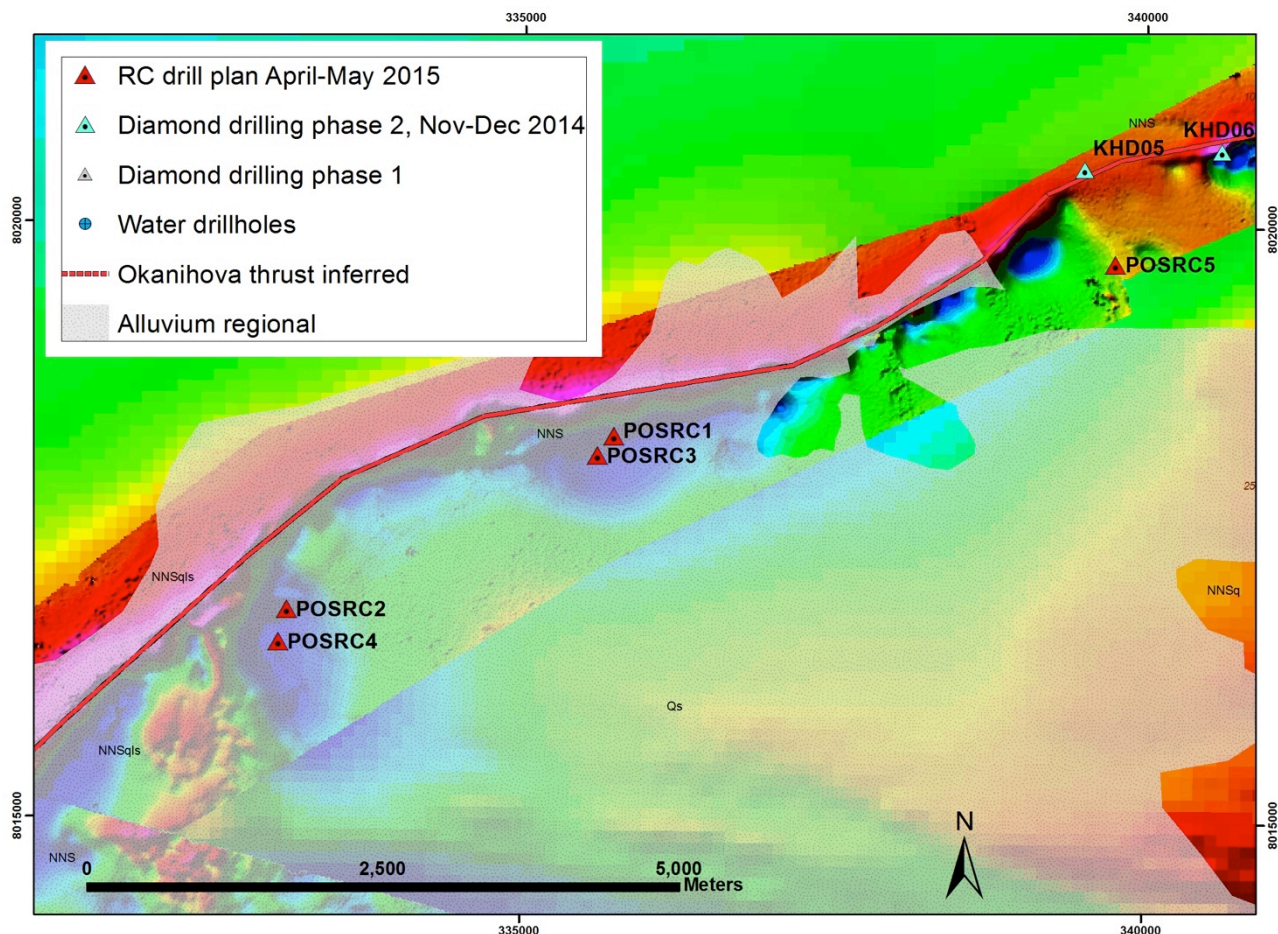 335000
340000
RC drill plan April-May 2015
Diamond drilling phase 2, Nov-Dec 2014
Diamond drilling phase 1
Water drillholes
Okanihova thrust inferred
Alluvium regional
10
NNS
KHD06
KHD05
8020000
8020000
POSRC5
POSRC1
NNS
POSRC3
25
NNSqls
NNSq
POSRC2
POSRC4
Qs
NNSqls
8015000
8015000
N
NNS
0
2,500
5,000
Meters
335000
340000